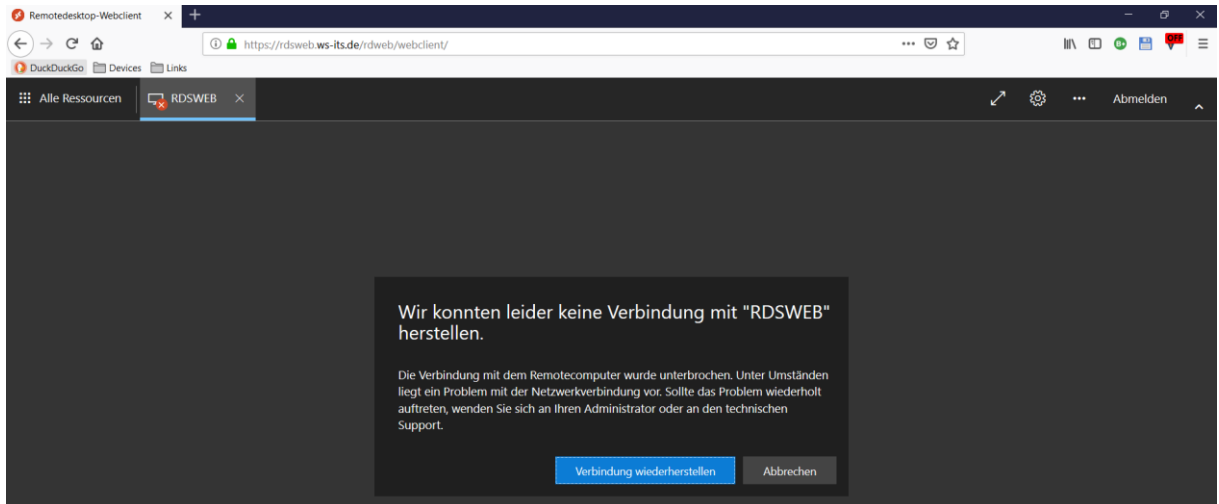 Remotedesktop-Webclient
https://rdsweb.ws-its.de/rdweb/webclient/
OFF
DuckDuckGo Devices Links
Alle Ressourcen RDSWEB Abmelden
Wir konnten leider keine Verbindung mit "RDSWEB"
herstellen.
Die Verbindung mit dem Remotecomputer wurde unterbrochen. Unter Umständen
liegt ein Problem mit der Netzwerkverbindung vor. Sollte das Problem wiederholt
auftreten, wenden Sie sich an Ihren Administrator oder an den technischen
Support.
Verbindung wiederherstellen Abbrechen